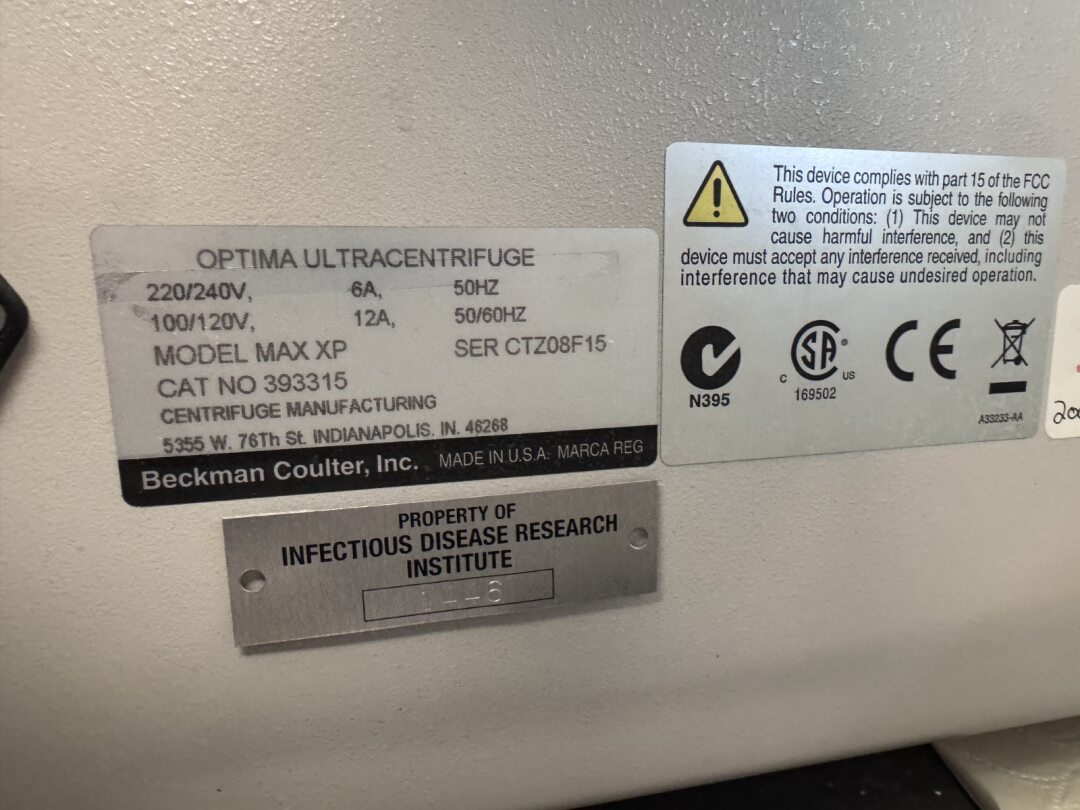 OPTIMA ULTRACENTRIFUGE
220/240V, 6A, 50HZ
100/120V, 12A, 50/60HZ
MODEL MAX XP SER CTZ08F15
CAT NO 393315
CENTRIFUGE MANUFACTURING
5355 W. 76Th St. INDIANAPOLIS. IN. 46268
Beckman Coulter, Inc. MADE IN U.S.A. MARCA REG
PROPERTY OF
INFECTIOUS DISEASE RESEARCH
INSTITUTE
This device complies with part 15 of the FCC
Rules. Operation is subject to the following
two conditions: (1) This device may not
cause harmful interference, and (2) this
device must accept any interference received, including
interference that may cause undesired operation.
N395
C SA ® US
169502
CE
A33233-AA